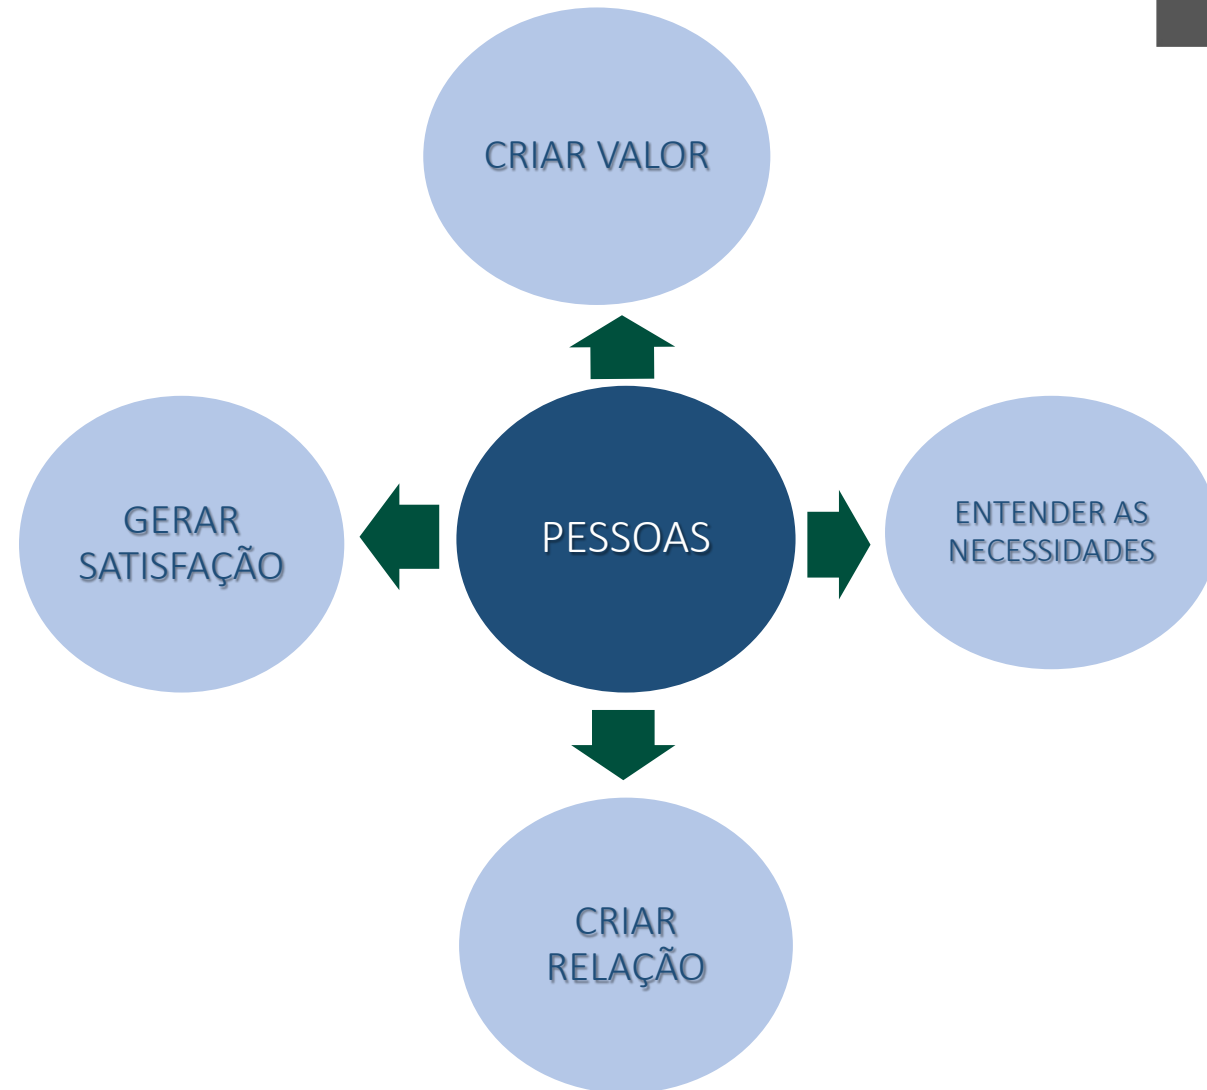 CRIAR VALOR
GERAR
SATISFAÇÃO
PESSOAS
ENTENDER AS
NECESSIDADES
CRIAR
RELAÇÃO